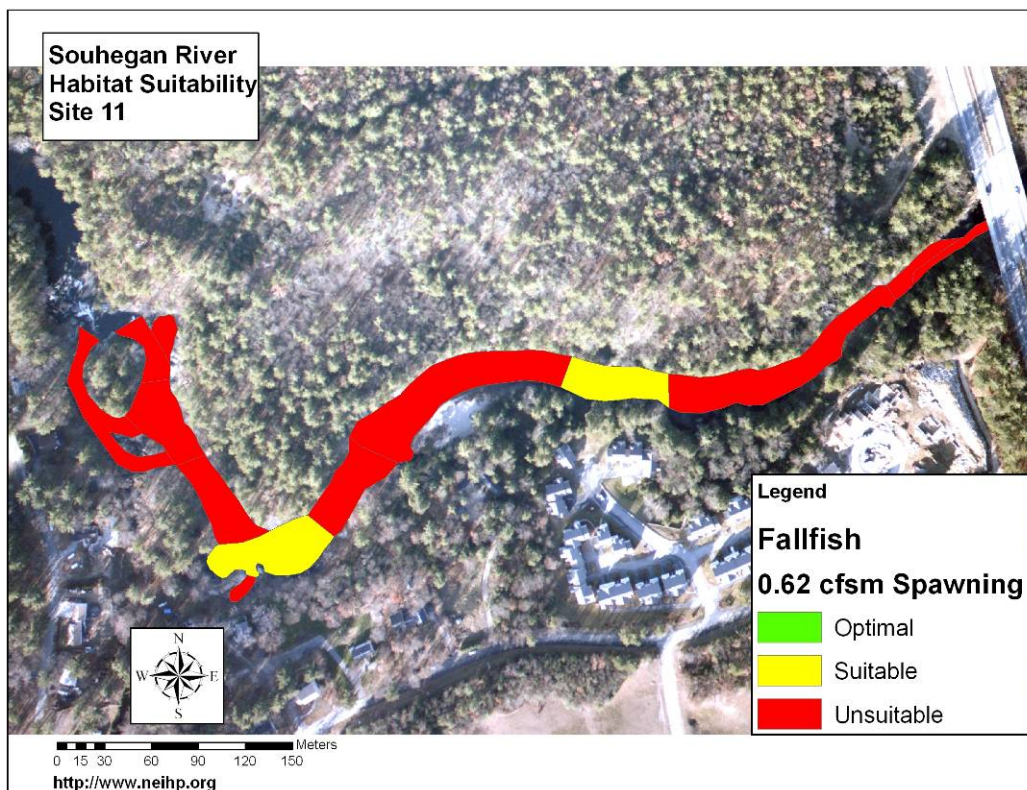 Souhegan River
Habitat Suitability
Site 11
Legend
Fallfish
0.62 cfsm Spawning
Optimal
Suitable
Unsuitable
N
W E
S
Meters
0 15 30 60 90 120 150
http://www.neihp.org